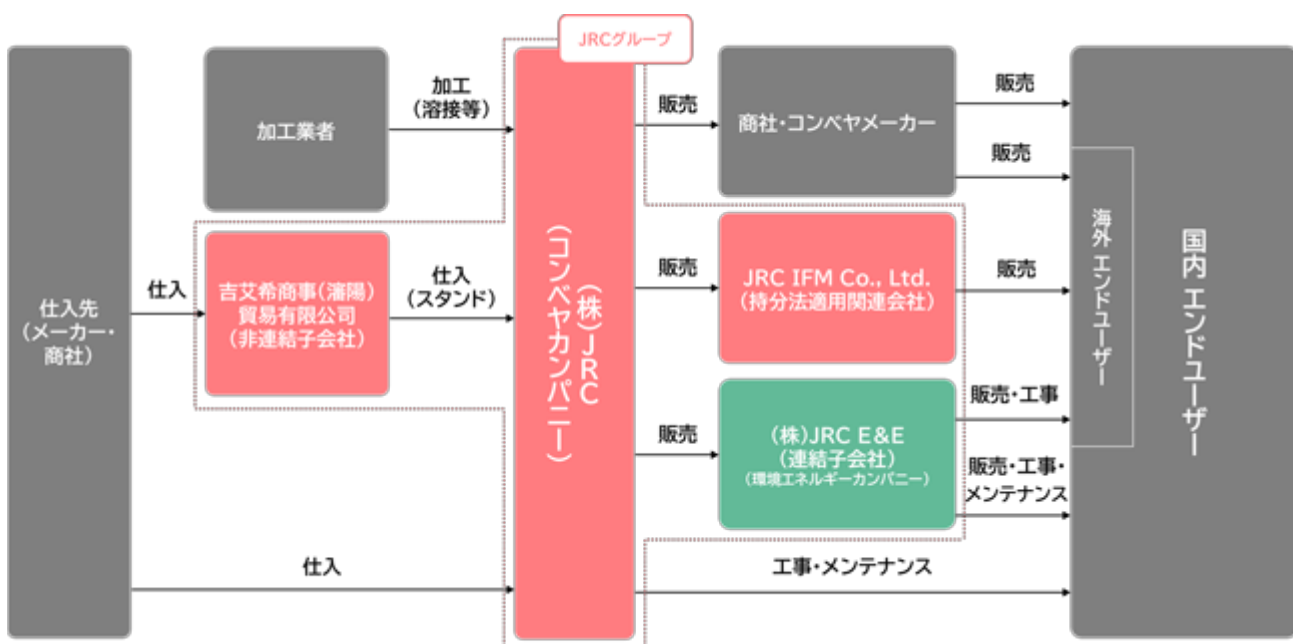 JRCグループ
仕入先
(メーカー・
商社)
仕入
加工業者
加工
(溶接等)
吉艾希商事(瀋陽)
貿易有限公司
(非連結子会社)
仕入
(スタンド)
仕入
(株)JRC
(コンベヤカンパニー)
販売
商社・コンベヤメーカー
販売
販売
販売
JRC IFM Co., Ltd.
(持分法適用関連会社)
販売
販売
(株)JRC E&E
(連結子会社)
(環境エネルギーカンパニー)
販売・工事
販売・工事・
メンテナンス
工事・メンテナンス
海外 エンドユーザー
国内 エンドユーザー